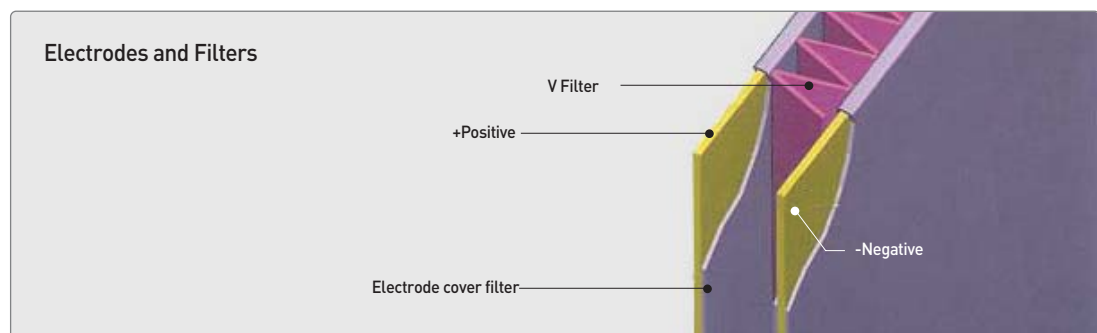 Electrodes and Filters
V Filter
+Positive
-Negative
Electrode cover filter